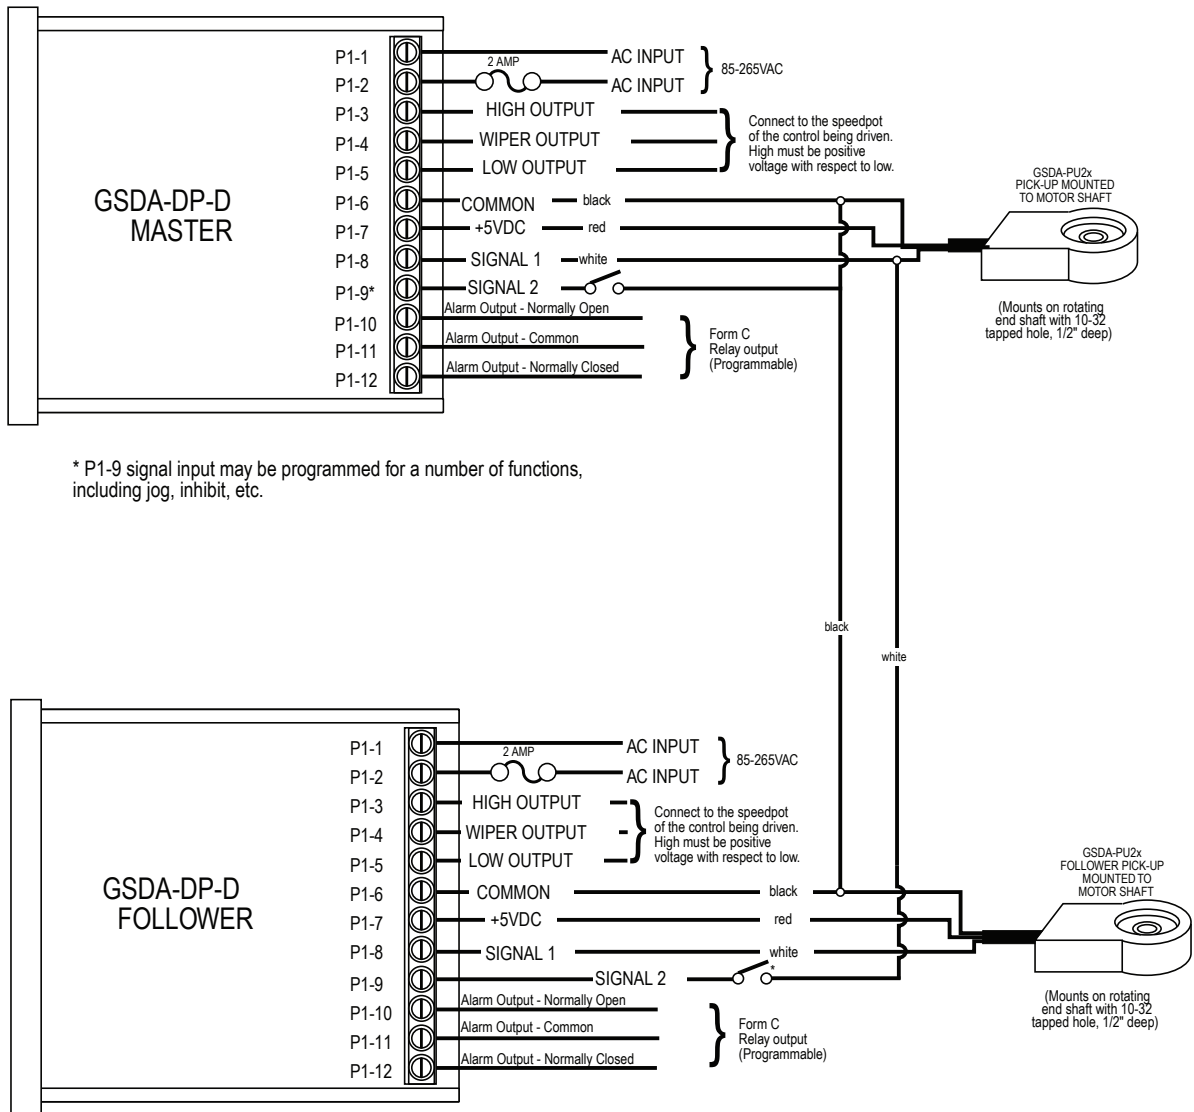 GSDA-DP-D
MASTER
P1-1
P1-2
P1-3
P1-4
P1-5
P1-6
P1-7
P1-8
P1-9*
P1-10
P1-11
P1-12
2 AMP
AC INPUT
AC INPUT
85-265VAC
HIGH OUTPUT
WIPER OUTPUT
LOW OUTPUT
Connect to the speedpot
of the control being driven.
High must be positive
voltage with respect to low.
COMMON
black
+5VDC
red
SIGNAL 1
white
SIGNAL 2
Alarm Output - Normally Open
Alarm Output - Common
Alarm Output - Normally Closed
Form C
Relay output
(Programmable)
GSDA-PU2x
PICK-UP MOUNTED
TO MOTOR SHAFT
(Mounts on rotating
end shaft with 10-32
tapped hole, 1/2" deep)
* P1-9 signal input may be programmed for a number of functions,
including jog, inhibit, etc.
black
white
GSDA-DP-D
FOLLOWER
P1-1
P1-2
P1-3
P1-4
P1-5
P1-6
P1-7
P1-8
P1-9
P1-10
P1-11
P1-12
2 AMP
AC INPUT
AC INPUT
85-265VAC
HIGH OUTPUT
WIPER OUTPUT
LOW OUTPUT
Connect to the speedpot
of the control being driven.
High must be positive
voltage with respect to low.
COMMON
black
+5VDC
red
SIGNAL 1
white
SIGNAL 2
*
Alarm Output - Normally Open
Alarm Output - Common
Alarm Output - Normally Closed
Form C
Relay output
(Programmable)
GSDA-PU2x
FOLLOWER PICK-UP
MOUNTED TO
MOTOR SHAFT
(Mounts on rotating
end shaft with 10-32
tapped hole, 1/2" deep)